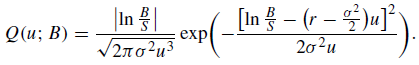 Q(u; B) = |ln B/S| / √2πσ²u³ exp(−[ln B/S − (r − σ²/2)u]² / 2σ²u).